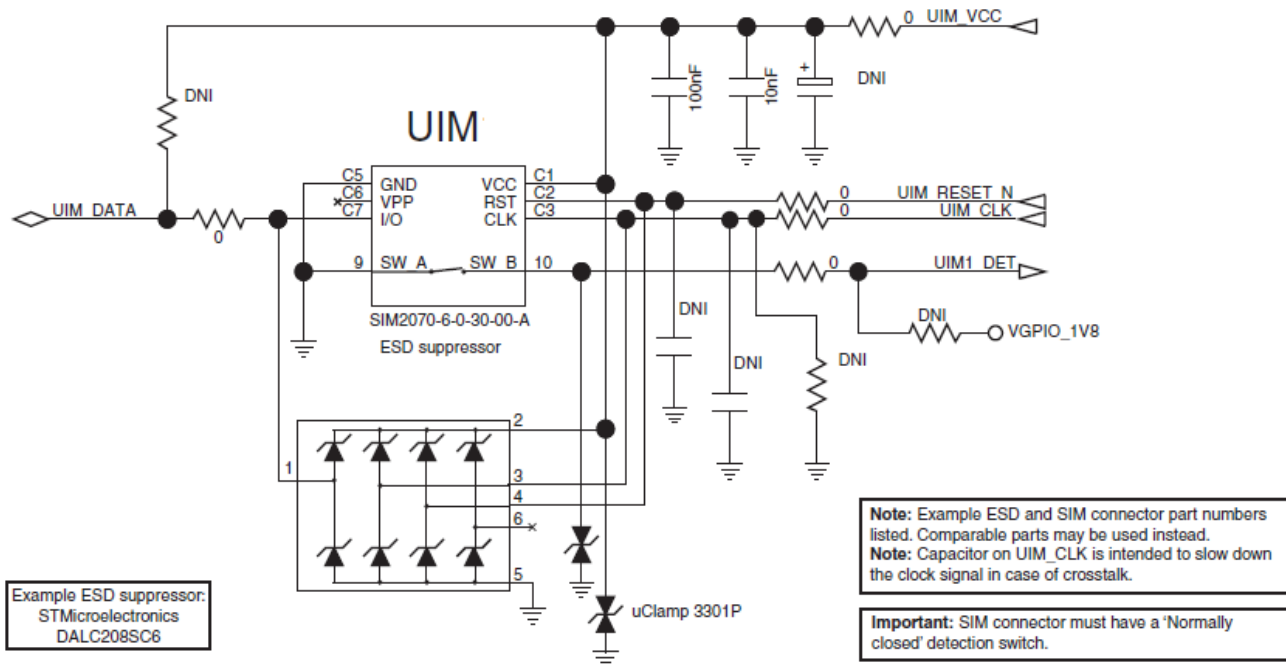 0 UIM_VCC
DNI
100nF
10nF
+
DNI
UIM
C5 GND VCC C1
C6 VPP RST C2
C7 I/O CLK C3
UIM_DATA
0
0 UIM_RESET_N
0 UIM_CLK
9 SW_A SW_B 10
0 UIM1_DET
SIM2070-6-0-30-00-A
ESD suppressor
DNI
DNI
DNI
DNI
VGPIO_1V8
1
2
3
4
6
5
uClamp 3301P
Example ESD suppressor:
STMicroelectronics
DALC208SC6
Note: Example ESD and SIM connector part numbers
listed. Comparable parts may be used instead.
Note: Capacitor on UIM_CLK is intended to slow down
the clock signal in case of crosstalk.
Important: SIM connector must have a ‘Normally
closed’ detection switch.